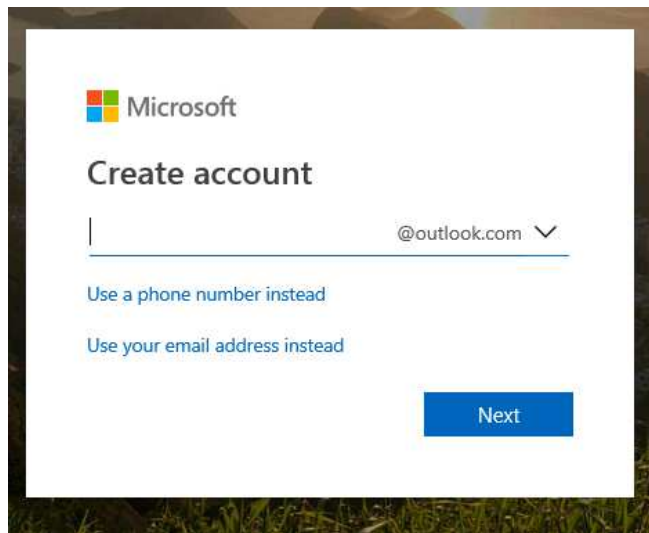 Microsoft
Create account
@outlook.com
Use a phone number instead
Use your email address instead
Next